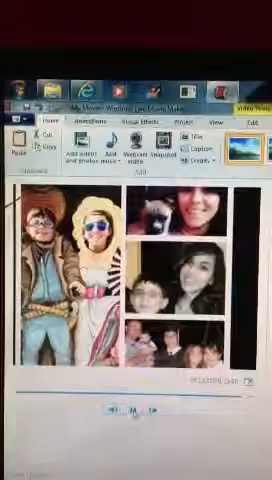 My Movie - Windows Live Movie Maker
Video Tools
Home Animations Visual Effects Project View Edit
Paste
Cut
Copy
Add videos and photos
Add music
Webcam video
Snapshot
Title
Caption
Credits
Add